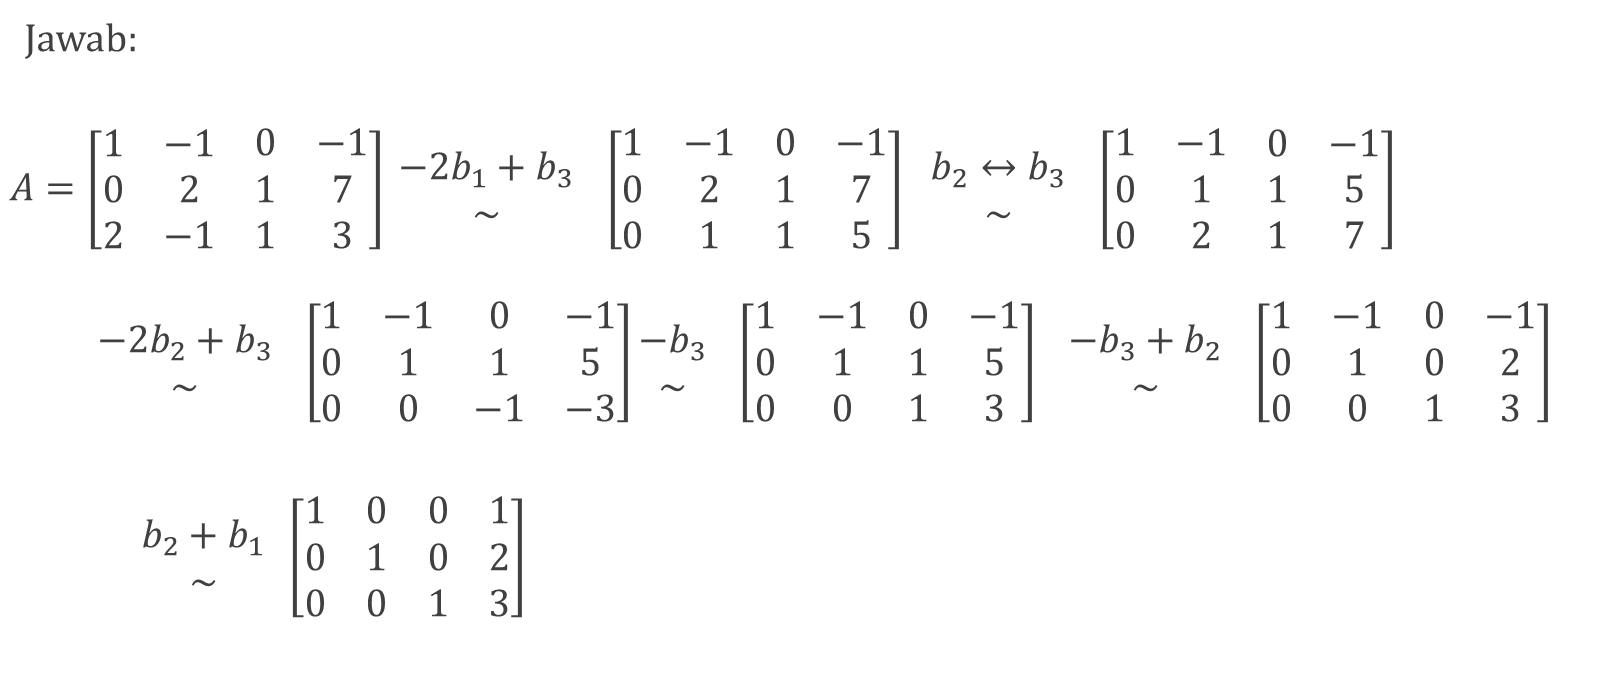 Jawab:
A = [1 −1 0 −1; 0 2 1 7; 2 −1 1 3] −2b₁ + b₃ ~ [1 −1 0 −1; 0 2 1 7; 0 1 1 5] b₂ ↔ b₃ ~ [1 −1 0 −1; 0 1 1 5; 0 2 1 7]
−2b₂ + b₃ ~ [1 −1 0 −1; 0 1 1 5; 0 0 −1 −3] −b₃ ~ [1 −1 0 −1; 0 1 1 5; 0 0 1 3] −b₃ + b₂ ~ [1 −1 0 −1; 0 1 0 2; 0 0 1 3]
b₂ + b₁ ~ [1 0 0 1; 0 1 0 2; 0 0 1 3]